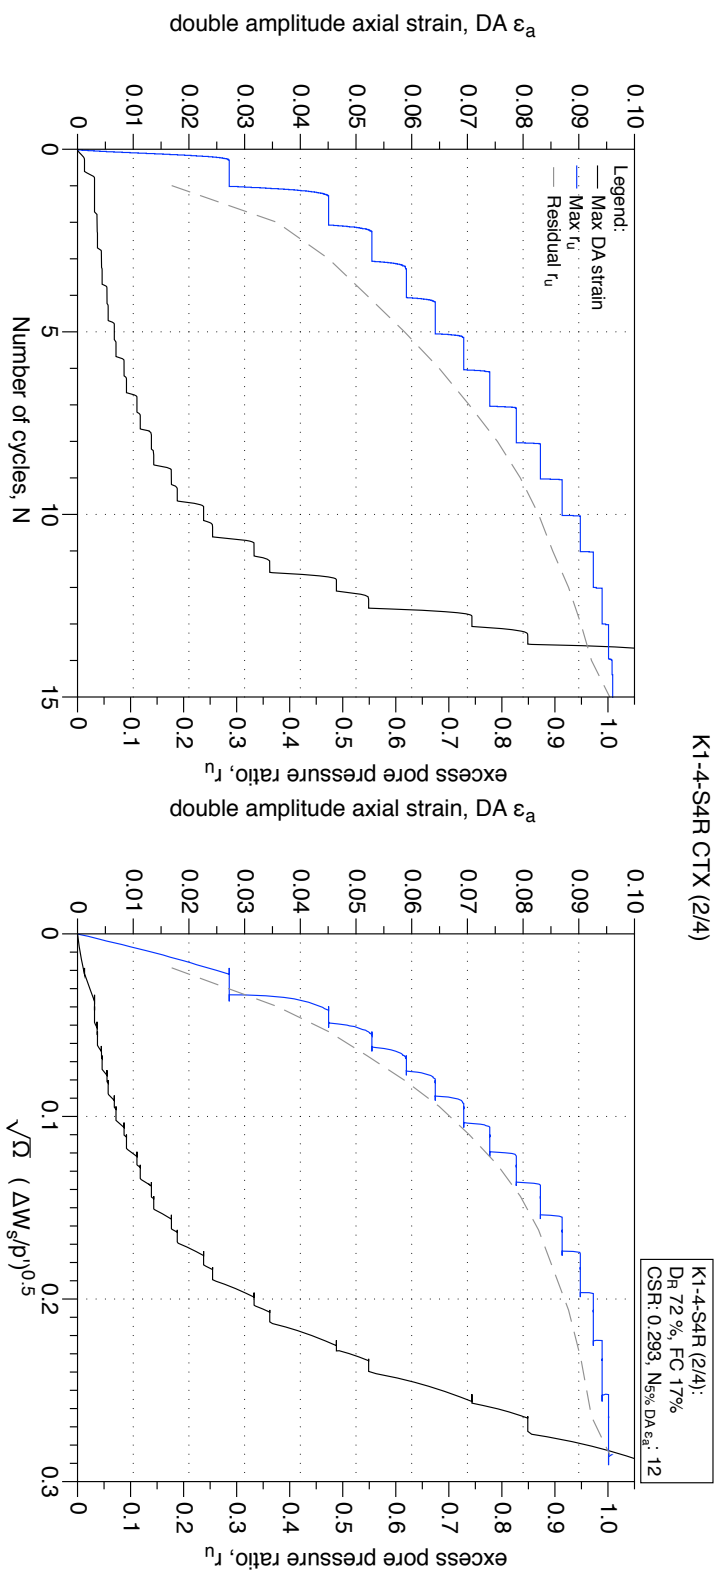 K1-4-S4R CTX (2/4)
K1-4-S4R (2/4):
DR 72 %, FC 17%
CSR: 0.293, N5% DA εa: 12
double amplitude axial strain, DA εa
0.10
0.09
0.08
0.07
0.06
0.05
0.04
0.03
0.02
0.01
0
Legend:
Max DA strain
Max ru
Residual ru
0 5 10 15
Number of cycles, N
1.0
0.9
0.8
0.7
0.6
0.5
0.4
0.3
0.2
0.1
0
excess pore pressure ratio, ru
double amplitude axial strain, DA εa
0.10
0.09
0.08
0.07
0.06
0.05
0.04
0.03
0.02
0.01
0
0 0.1 0.2 0.3
√Ω (ΔWs/p')0.5
1.0
0.9
0.8
0.7
0.6
0.5
0.4
0.3
0.2
0.1
0
excess pore pressure ratio, ru